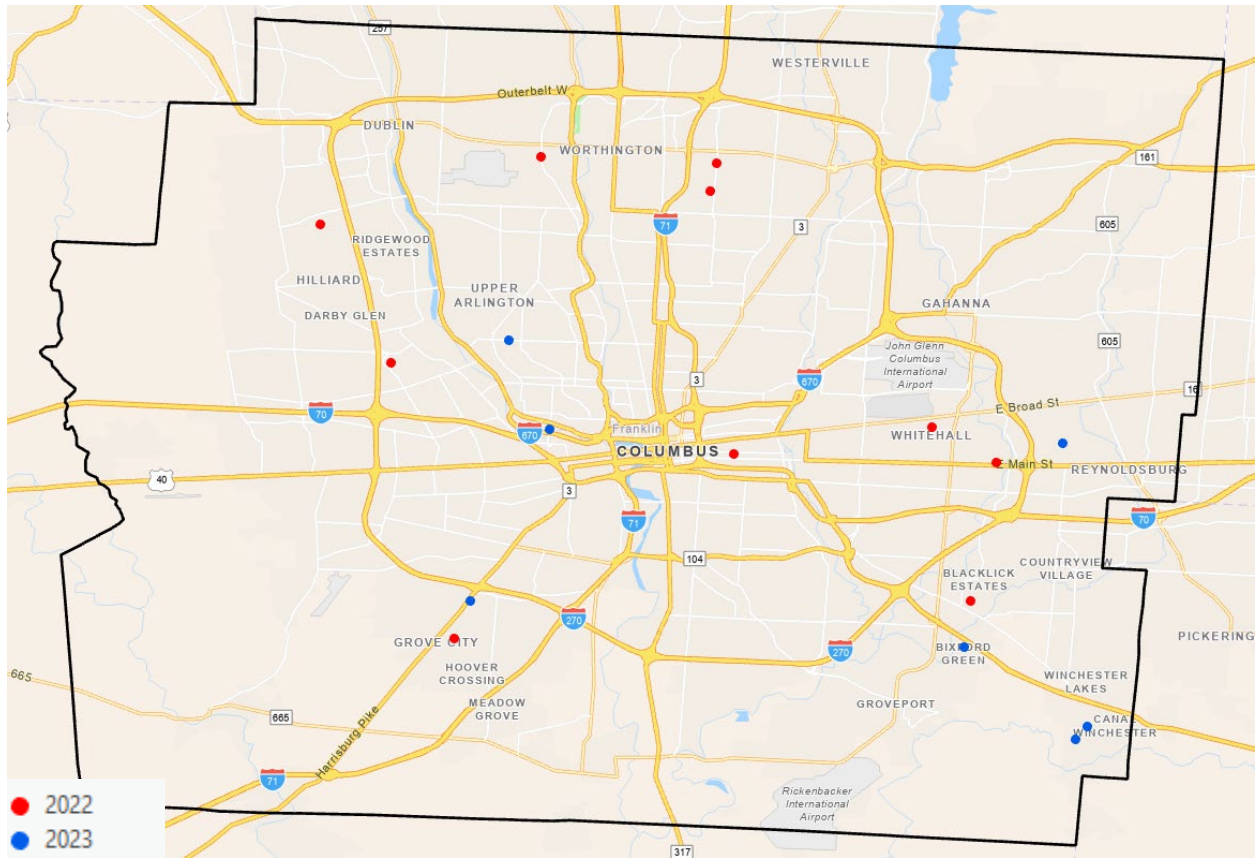 257
WESTERVILLE
Outerbelt W
DUBLIN
WORTHINGTON
161
71
3
605
RIDGEWOOD
ESTATES
HILLIARD
UPPER
ARLINGTON
GAHANNA
DARBY GLEN
John Glenn
Columbus
International
Airport
605
3
670
16
70
E Broad St
670
Franklin
WHITEHALL
COLUMBUS
E Main St
REYNOLDSBURG
40
3
71
70
104
COUNTRYVIEW
VILLAGE
BLACKLICK
ESTATES
270
PICKERING
GROVE CITY
BIXFORD
GREEN
270
HOOVER
CROSSING
665
WINCHESTER
LAKES
MEADOW
GROVE
GROVEPORT
665
CANAL
WINCHESTER
Harrisburg Pike
71
Rickenbacker
International
Airport
2022
2023
317